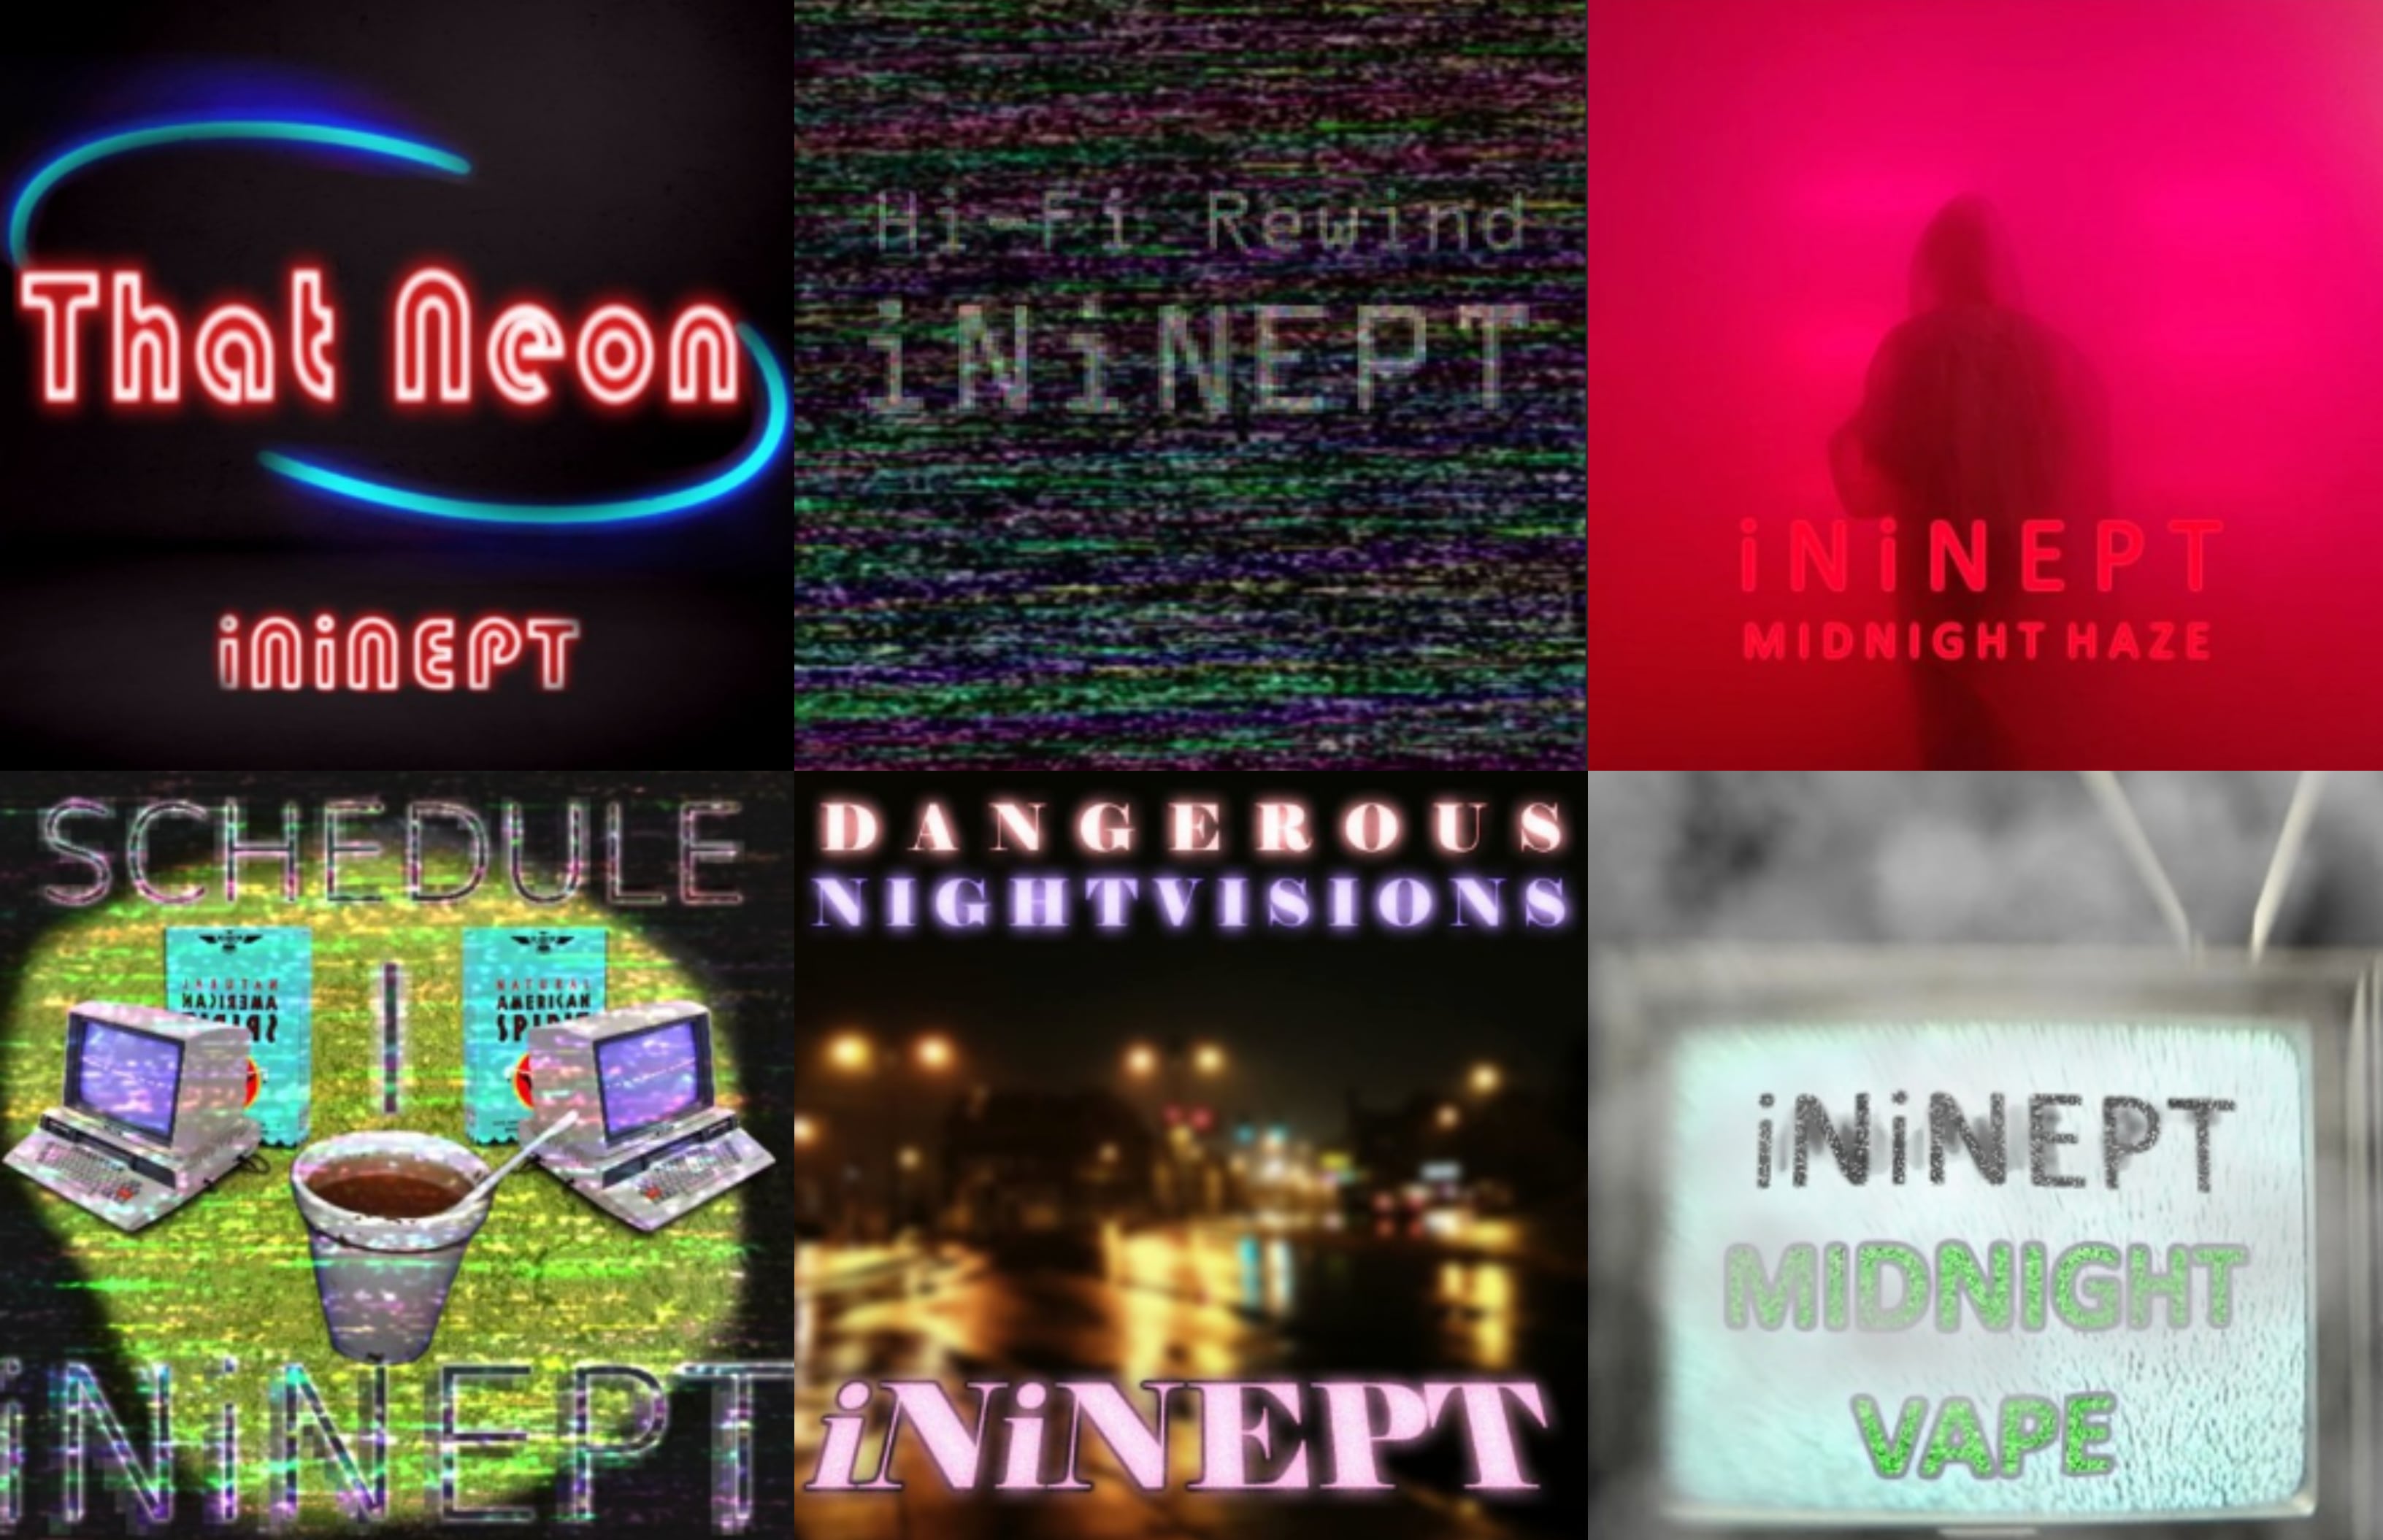 That Neon
iNiNEPT
Hi-Fi Rewind
iNiNEPT
iNiNEPT
MIDNIGHT HAZE
SCHEDULE
I
NATURAL
NATURAL
AMERICAN
AMERICAN
SPIRIT
SPIRIT
iNiNEPT
DANGEROUS
NIGHTVISIONS
iNiNEPT
iNiNEPT
MIDNIGHT
VAPE